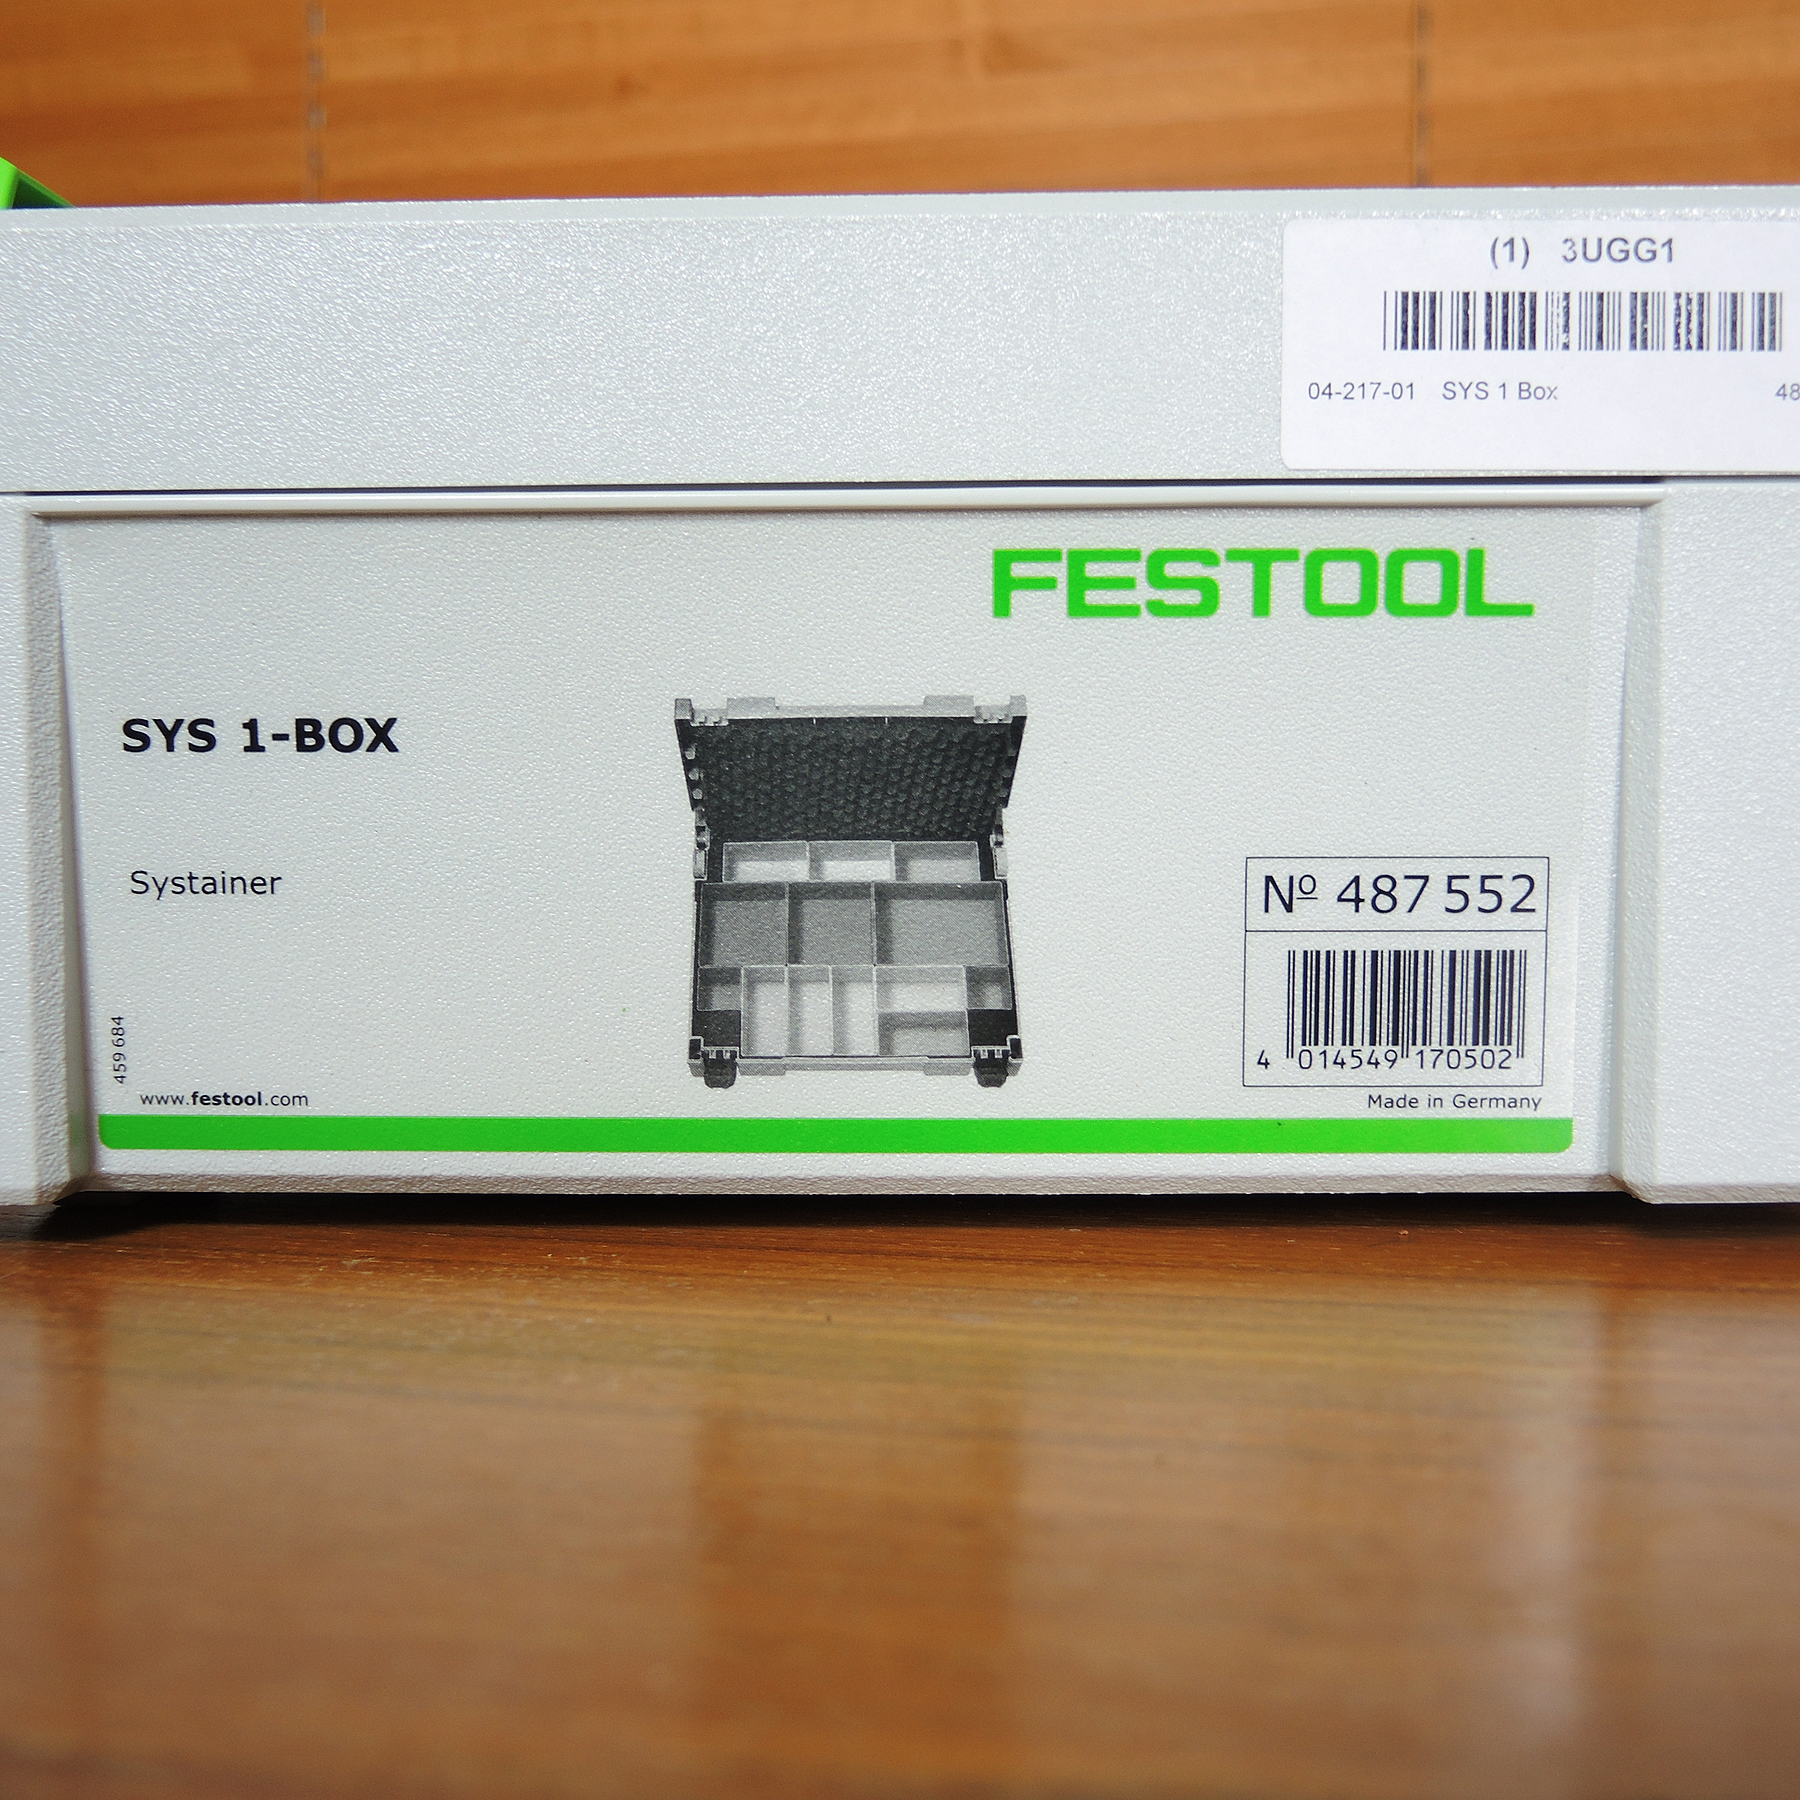 (1) 3UGG1
04-217-01 SYS 1 Box 48
FESTOOL
SYS 1-BOX
Systainer
Nº 487 552
4 014549 170502
Made in Germany
459 684
www.festool.com